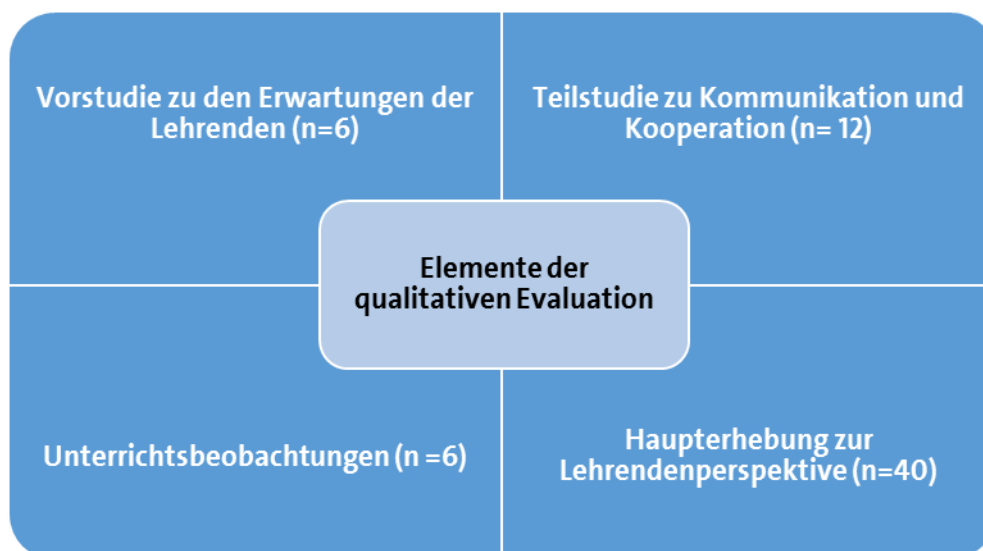 Vorstudie zu den Erwartungen der
Lehrenden (n=6)
Teilstudie zu Kommunikation und
Kooperation (n= 12)
Elemente der
qualitativen Evaluation
Unterrichtsbeobachtungen (n =6)
Haupterhebung zur
Lehrendenperspektive (n=40)